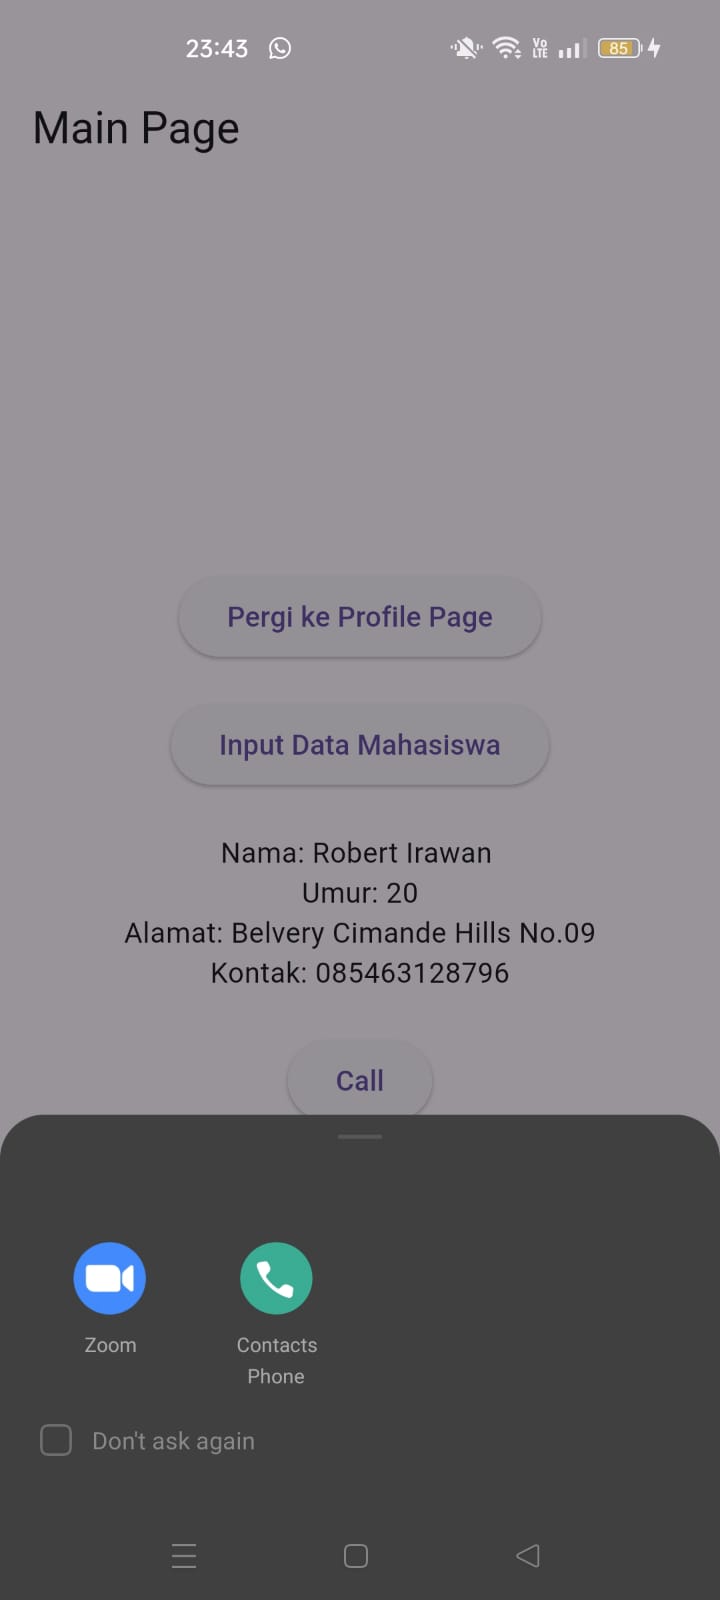 23:43
Vo
LTE
85
Main Page
Pergi ke Profile Page
Input Data Mahasiswa
Nama: Robert Irawan
Umur: 20
Alamat: Belvery Cimande Hills No.09
Kontak: 085463128796
Call
Zoom
Contacts
Phone
Don't ask again